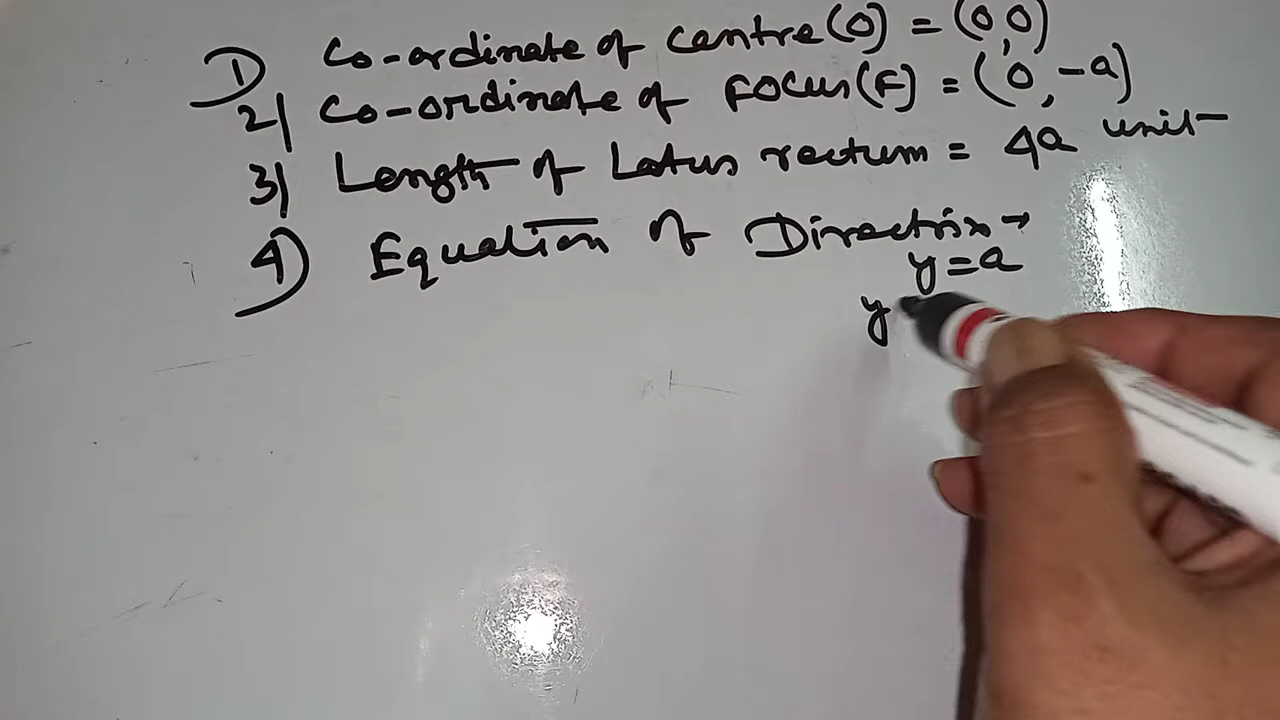 1) Co-ordinate of centre(O) = (0,0)
2) Co-ordinate of Focus(F) = (0, -a)
3) Length of Latus rectum = 4a unit
4) Equation of Directrix →
y = a
y